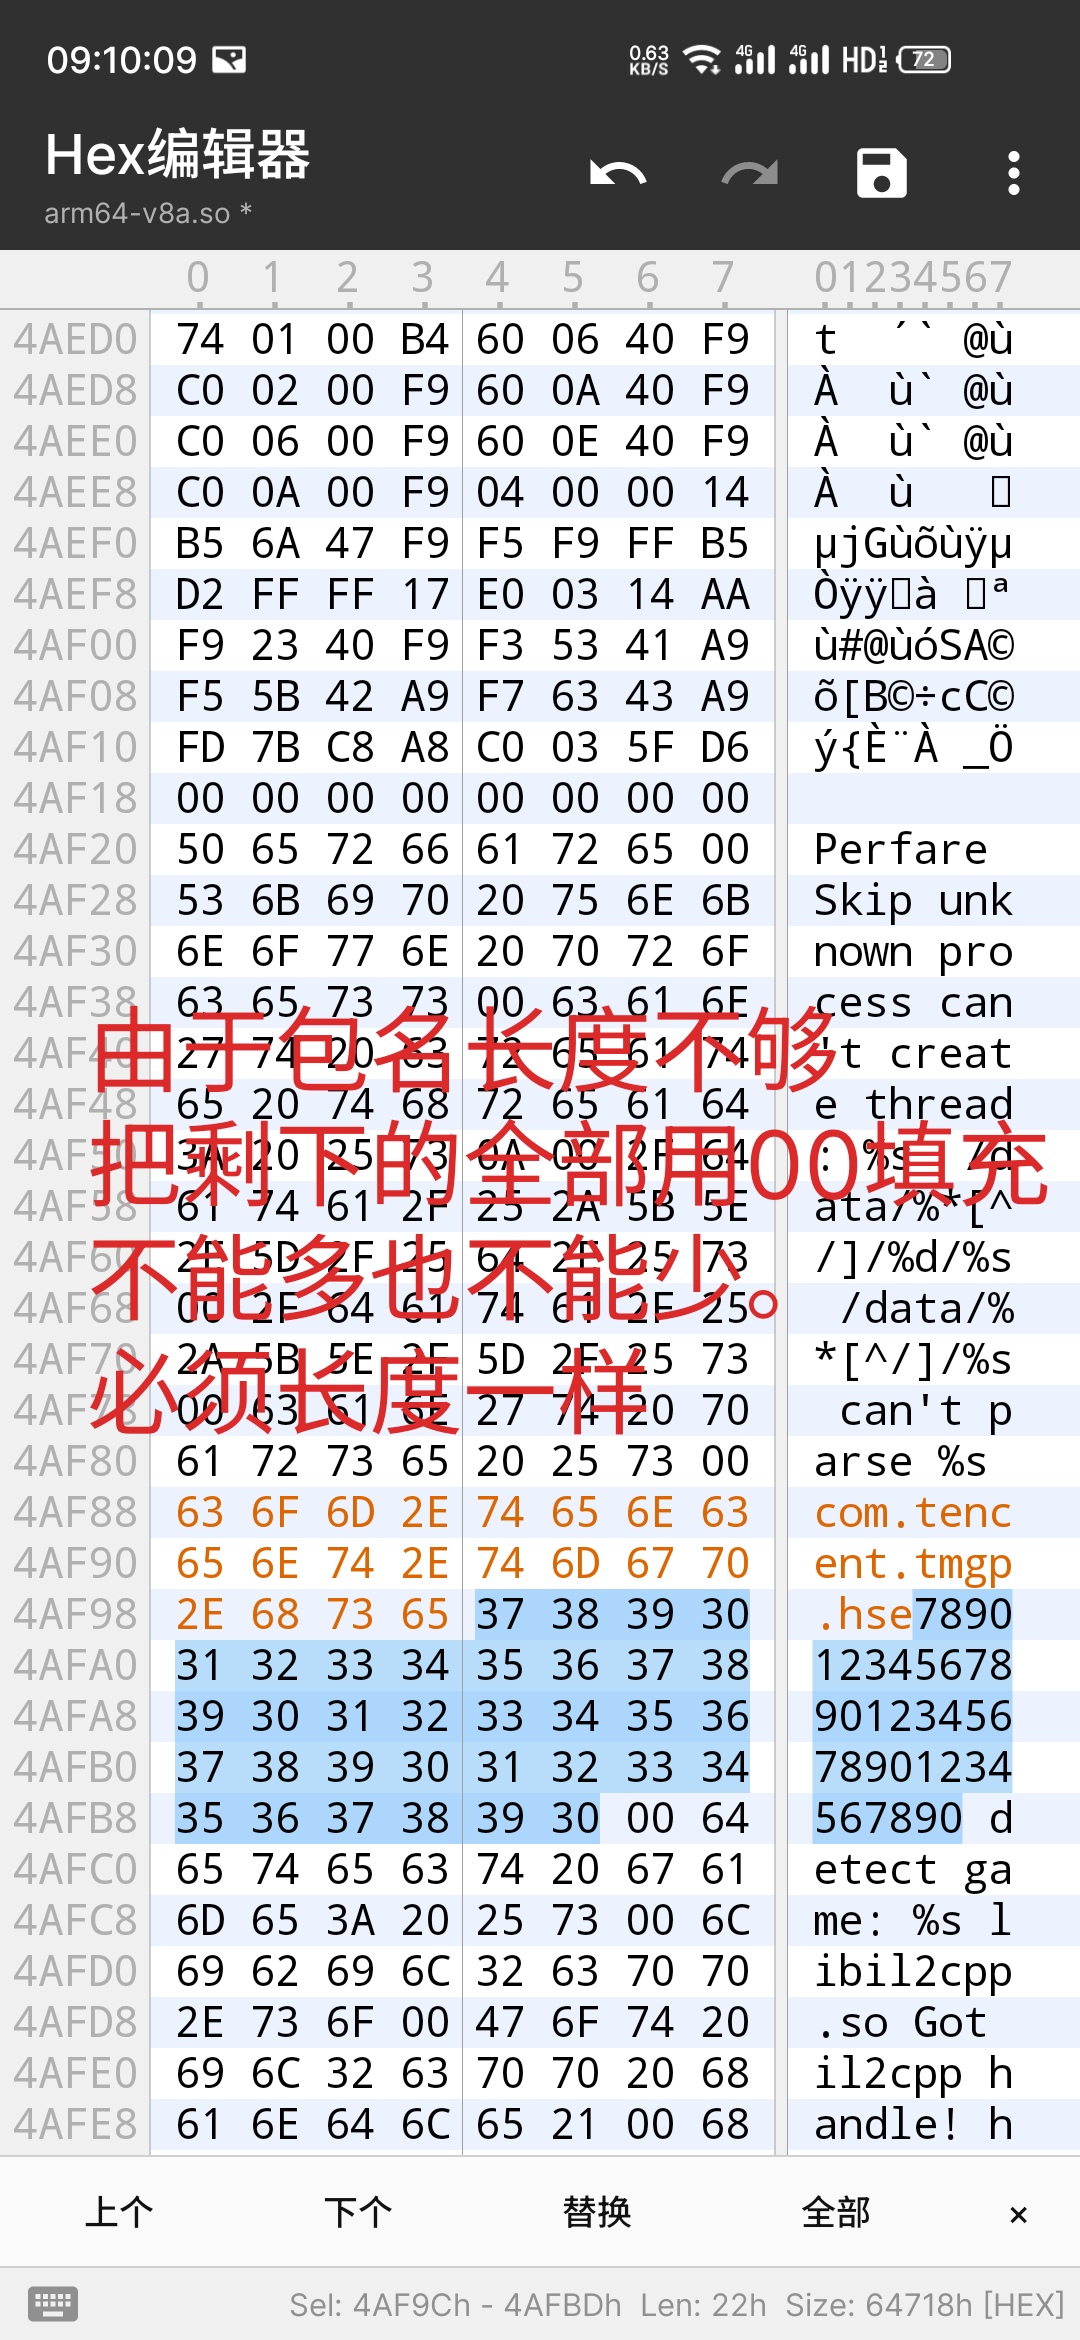 09:10:09 0.63 KB/S 4G 4G HD 1 2 72
Hex编辑器
arm64-v8a.so *
0 1 2 3 4 5 6 7 01234567
4AED0 74 01 00 B4 60 06 40 F9 t ´` @ù
4AED8 C0 02 00 F9 60 0A 40 F9 À ù` @ù
4AEE0 C0 06 00 F9 60 0E 40 F9 À ù` @ù
4AEE8 C0 0A 00 F9 04 00 00 14 À ù
4AEF0 B5 6A 47 F9 F5 F9 FF B5 µjGùõùÿµ
4AEF8 D2 FF FF 17 E0 03 14 AA Òÿÿ▯à ▯ª
4AF00 F9 23 40 F9 F3 53 41 A9 ù#@ùóSA©
4AF08 F5 5B 42 A9 F7 63 43 A9 õ[B©÷cC©
4AF10 FD 7B C8 A8 C0 03 5F D6 ý{È¨À _Ö
4AF18 00 00 00 00 00 00 00 00
4AF20 50 65 72 66 61 72 65 00 Perfare
4AF28 53 6B 69 70 20 75 6E 6B Skip unk
4AF30 6E 6F 77 6E 20 70 72 6F nown pro
4AF38 63 65 73 73 00 63 61 6E cess can
4AF40 27 74 20 63 72 65 61 74 't creat
4AF48 65 20 74 68 72 65 61 64 e thread
4AF50 3A 20 25 73 0A 00 2F 64 : %s /d
4AF58 61 74 61 2F 25 2A 5B 5E ata/%*[^
4AF60 2F 5D 2F 25 64 2F 25 73 /]/%d/%s
4AF68 00 2F 64 61 74 61 2F 25 /data/%
4AF70 2A 5B 5E 2F 5D 2F 25 73 *[^/]/%s
4AF78 00 63 61 6E 27 74 20 70 can't p
4AF80 61 72 73 65 20 25 73 00 arse %s
4AF88 63 6F 6D 2E 74 65 6E 63 com.tenc
4AF90 65 6E 74 2E 74 6D 67 70 ent.tmgp
4AF98 2E 68 73 65 37 38 39 30 .hse7890
4AFA0 31 32 33 34 35 36 37 38 12345678
4AFA8 39 30 31 32 33 34 35 36 90123456
4AFB0 37 38 39 30 31 32 33 34 78901234
4AFB8 35 36 37 38 39 30 00 64 567890 d
4AFC0 65 74 65 63 74 20 67 61 etect ga
4AFC8 6D 65 3A 20 25 73 00 6C me: %s l
4AFD0 69 62 69 6C 32 63 70 70 ibil2cpp
4AFD8 2E 73 6F 00 47 6F 74 20 .so Got
4AFE0 69 6C 32 63 70 70 20 68 il2cpp h
4AFE8 61 6E 64 6C 65 21 00 68 andle! h
由于包名长度不够
把剩下的全部用00填充
不能多也不能少。
必须长度一样
上个 下个 替换 全部 ×
Sel: 4AF9Ch - 4AFBDh Len: 22h Size: 64718h [HEX]